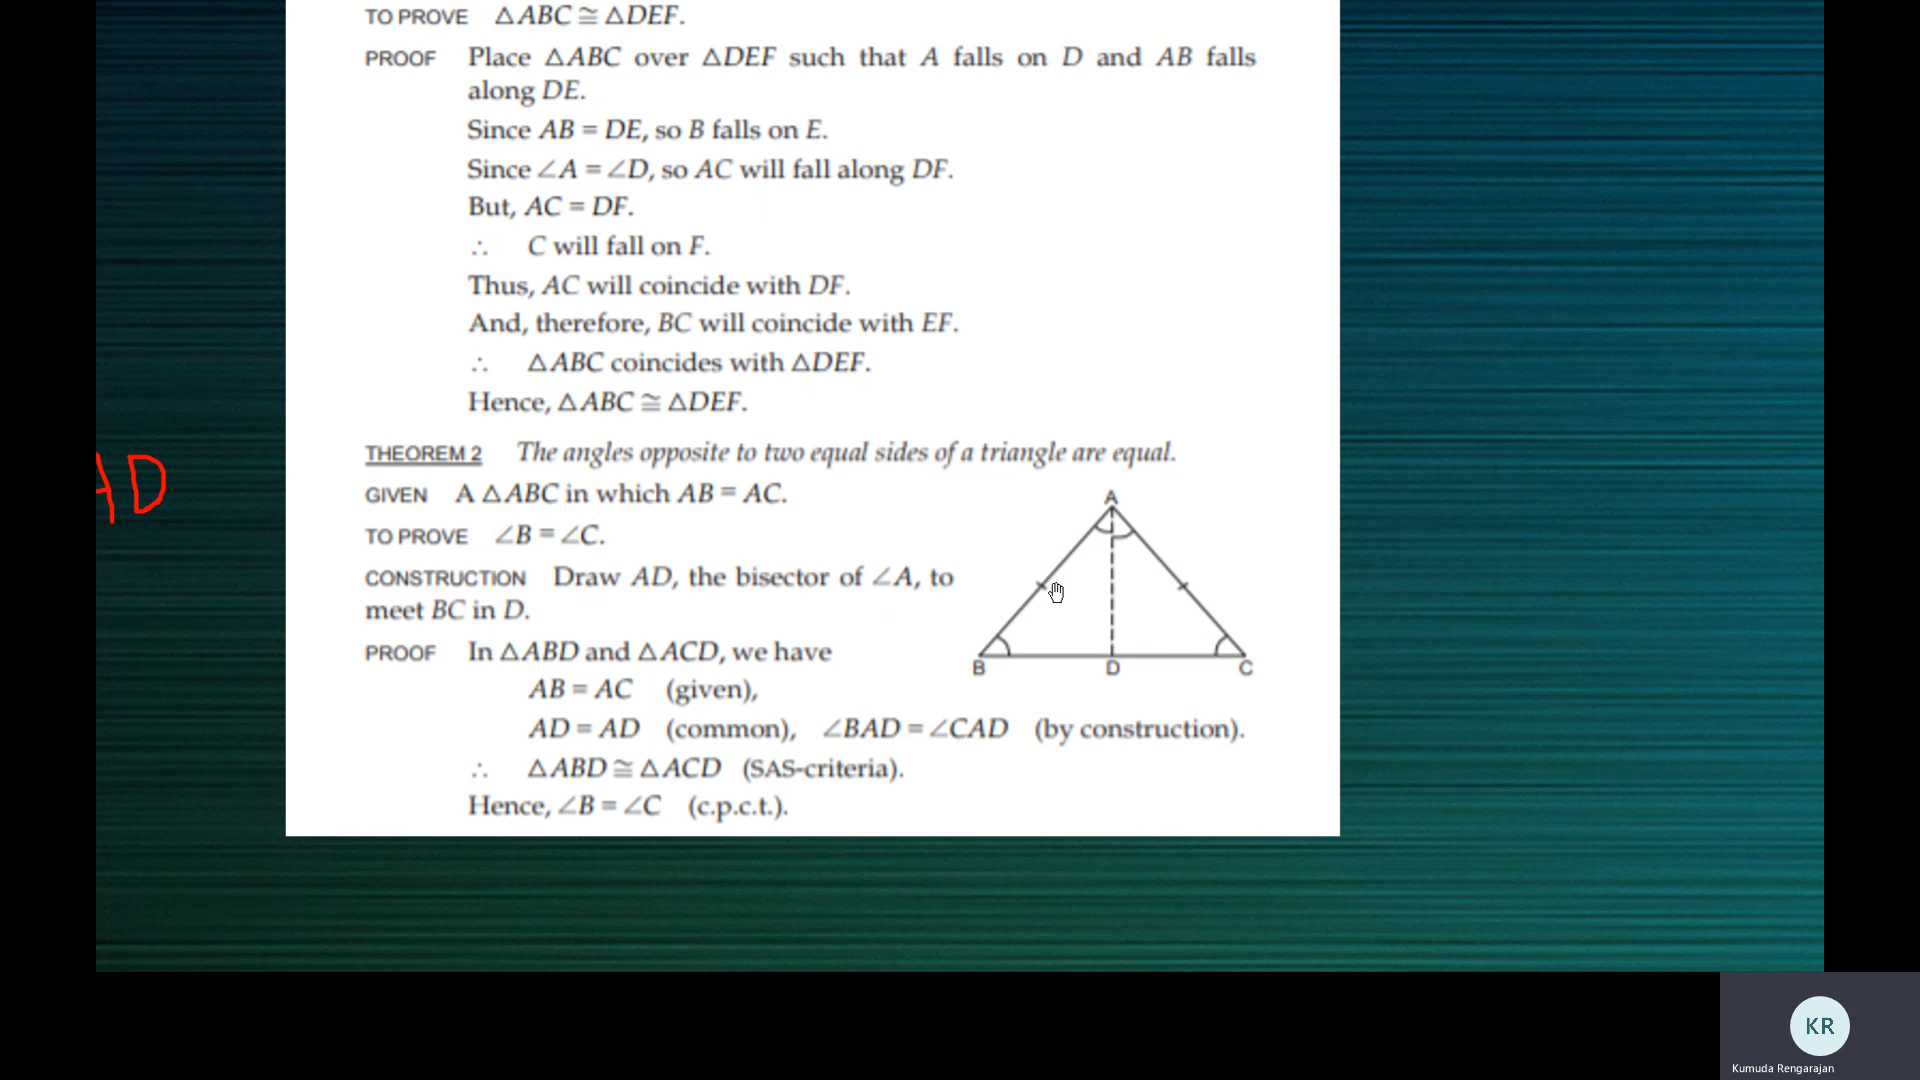 TO PROVE △ABC ≅ △DEF.
PROOF Place △ABC over △DEF such that A falls on D and AB falls
along DE.
Since AB = DE, so B falls on E.
Since ∠A = ∠D, so AC will fall along DF.
But, AC = DF.
∴ C will fall on F.
Thus, AC will coincide with DF.
And, therefore, BC will coincide with EF.
∴ △ABC coincides with △DEF.
Hence, △ABC ≅ △DEF.
AD
THEOREM 2 The angles opposite to two equal sides of a triangle are equal.
GIVEN A △ABC in which AB = AC.
TO PROVE ∠B = ∠C.
CONSTRUCTION Draw AD, the bisector of ∠A, to
meet BC in D.
PROOF In △ABD and △ACD, we have
AB = AC (given),
AD = AD (common), ∠BAD = ∠CAD (by construction).
∴ △ABD ≅ △ACD (SAS-criteria).
Hence, ∠B = ∠C (c.p.c.t.).
A
B D C
KR
Kumuda Rengarajan